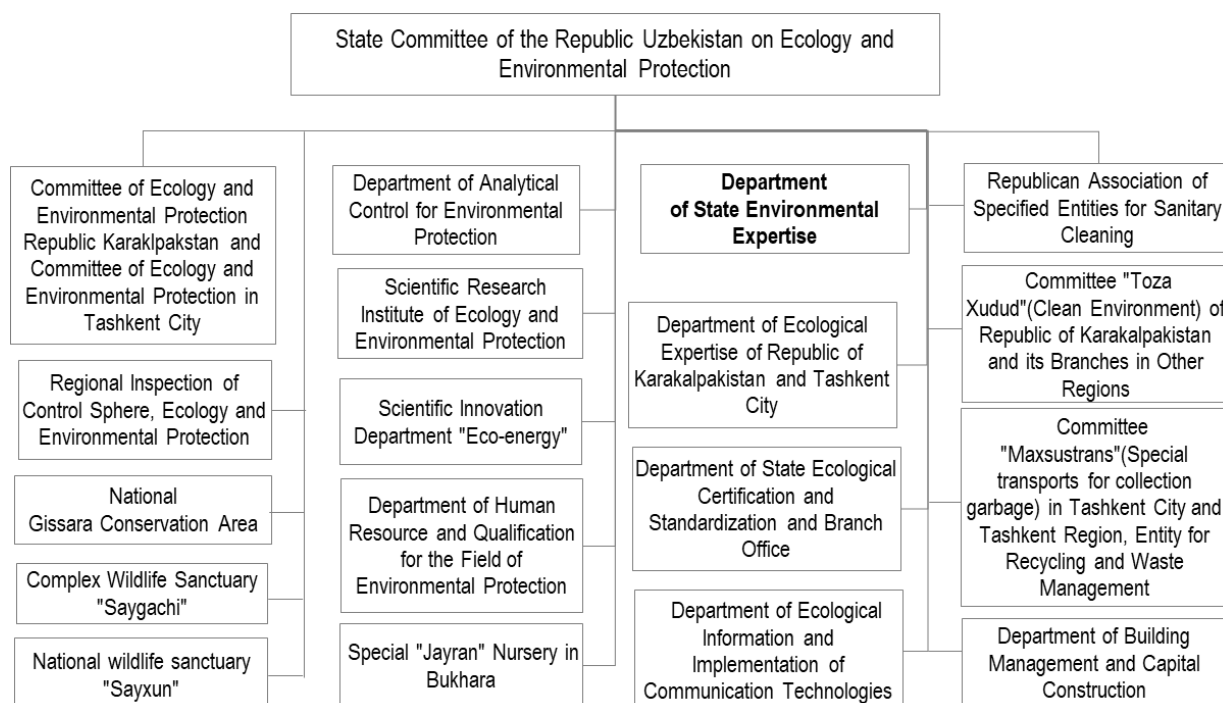 State Committee of the Republic Uzbekistan on Ecology and
Environmental Protection
Committee of Ecology and
Environmental Protection
Republic Karaklpakstan and
Committee of Ecology and
Environmental Protection in
Tashkent City
Regional Inspection of
Control Sphere, Ecology and
Environmental Protection
National
Gissara Conservation Area
Complex Wildlife Sanctuary
"Saygachi"
National wildlife sanctuary
"Sayxun"
Department of Analytical
Control for Environmental
Protection
Scientific Research
Institute of Ecology and
Environmental Protection
Scientific Innovation
Department "Eco-energy"
Department of Human
Resource and Qualification
for the Field of
Environmental Protection
Special "Jayran" Nursery in
Bukhara
Department
of State Environmental
Expertise
Department of Ecological
Expertise of Republic of
Karakalpakistan and Tashkent
City
Department of State Ecological
Certification and
Standardization and Branch
Office
Department of Ecological
Information and
Implementation of
Communication Technologies
Republican Association of
Specified Entities for Sanitary
Cleaning
Committee "Toza
Xudud"(Clean Environment) of
Republic of Karakalpakistan
and its Branches in Other
Regions
Committee
"Maxsustrans"(Special
transports for collection
garbage) in Tashkent City and
Tashkent Region, Entity for
Recycling and Waste
Management
Department of Building
Management and Capital
Construction